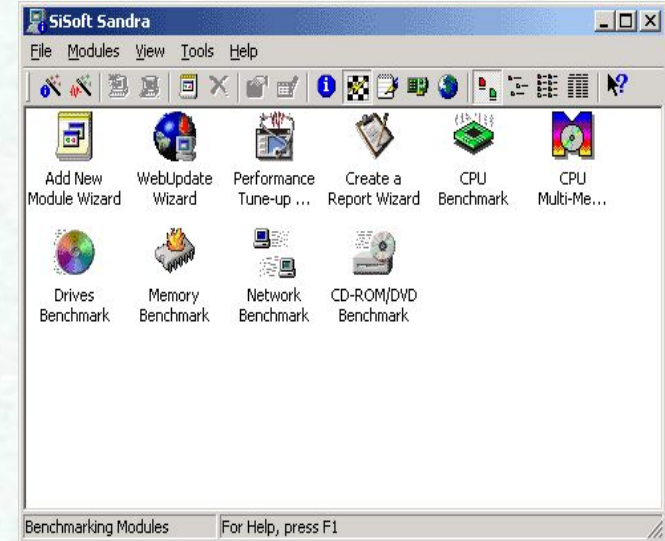 SiSoft Sandra
File Modules View Tools Help
Add New WebUpdate Performance Create a CPU CPU
Module Wizard Wizard Tune-up ... Report Wizard Benchmark Multi-Me...
Drives Memory Network CD-ROM/DVD
Benchmark Benchmark Benchmark Benchmark
Benchmarking Modules For Help, press F1